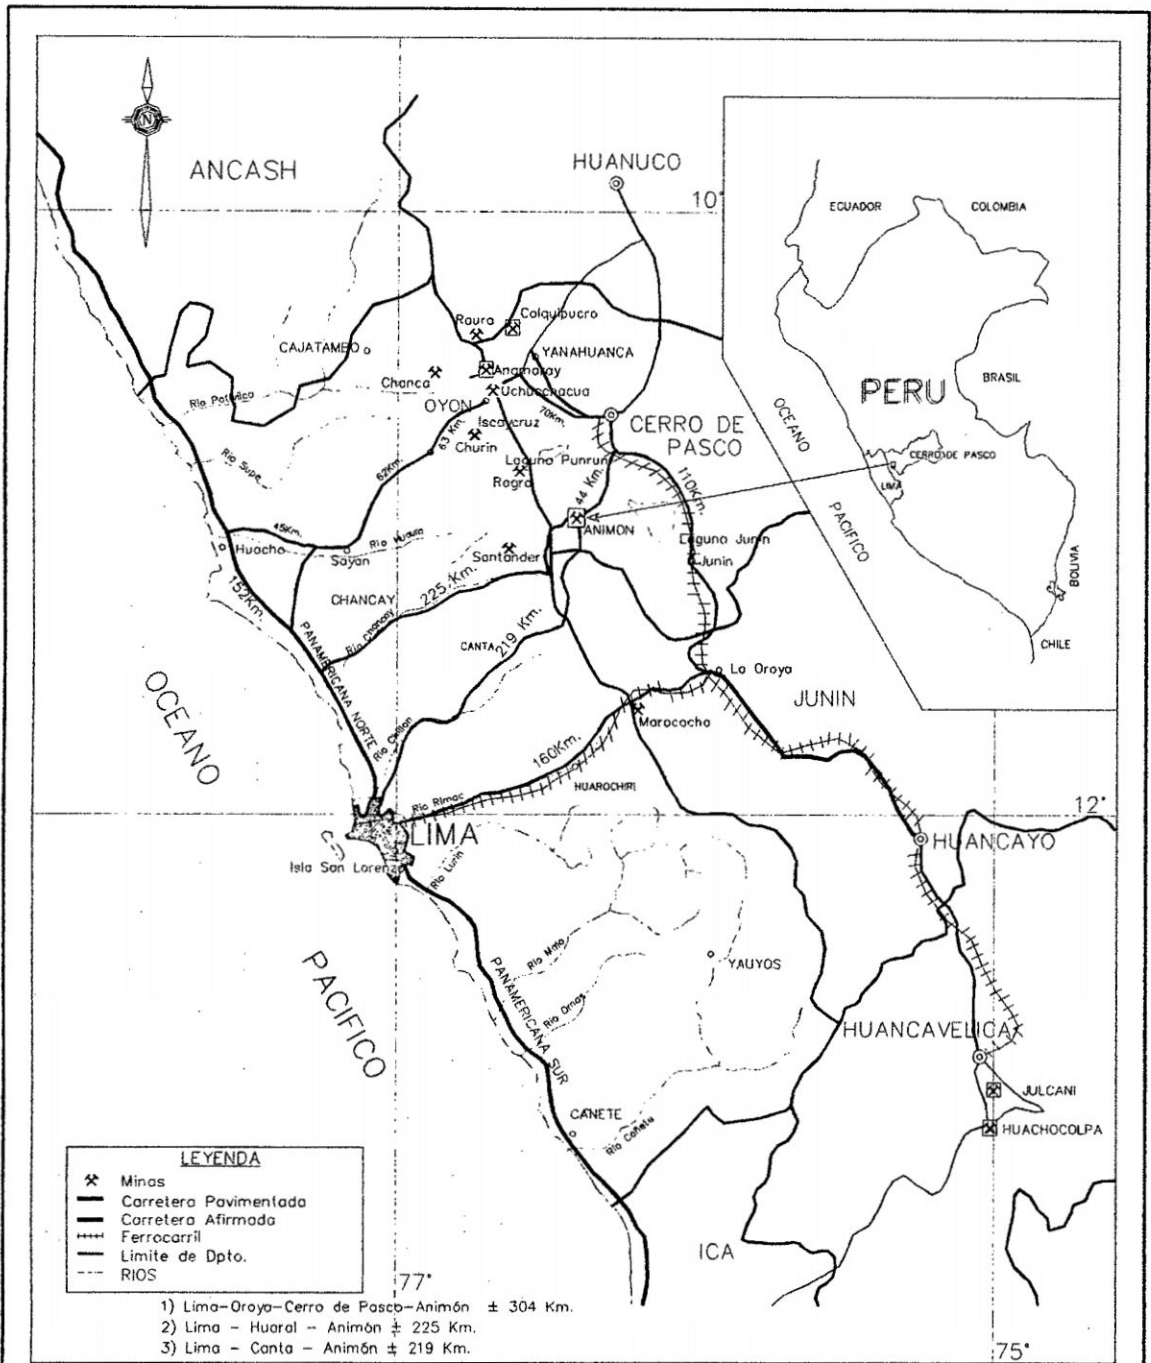 N
ANCASH
HUANUCO
10°
ECUADOR
COLOMBIA
Raura
Colquipucro
CAJATAMBO
YANAHUANCA
BRASIL
Chanca
Anamaray
PERU
Uchucchacua
Rio Pativilca
OYON
70Km.
OCEANO
PACIFICO
Iscaycruz
CERRO DE
PASCO
Churin
63 Km.
CERRO DE PASCO
Rio Supe
62Km.
Laguna Punrun
LIMA
Ragra
44 Km.
110Km.
ANIMON
45Km.
Huacho
Rio Huaura
Sayan
Santander
Laguna Junin
Junin
BOLIVIA
152Km.
CHANCAY
225 Km.
Rio Chancay
CANTA
219 Km.
CHILE
PANAMERICANA NORTE
La Oroya
JUNIN
OCEANO
Rio Chillon
Marococha
160Km.
HUAROCHIRI
Rio Rimac
12°
LIMA
HUANCAYO
Isla San Lorenzo
Rio Lurin
Rio Mala
YAUYOS
PACIFICO
PANAMERICANA SUR
Rio Omas
HUANCAVELICA
JULCANI
CAÑETE
HUACHOCOLPA
Rio Cañete
LEYENDA
Minas
Carretera Pavimentada
Carretera Afirmada
Ferrocarril
Limite de Dpto.
RIOS
ICA
77°
1) Lima-Oroya-Cerro de Pasco-Animón ± 304 Km.
2) Lima - Huaral - Animón ± 225 Km.
3) Lima - Canta - Animón ± 219 Km.
75°